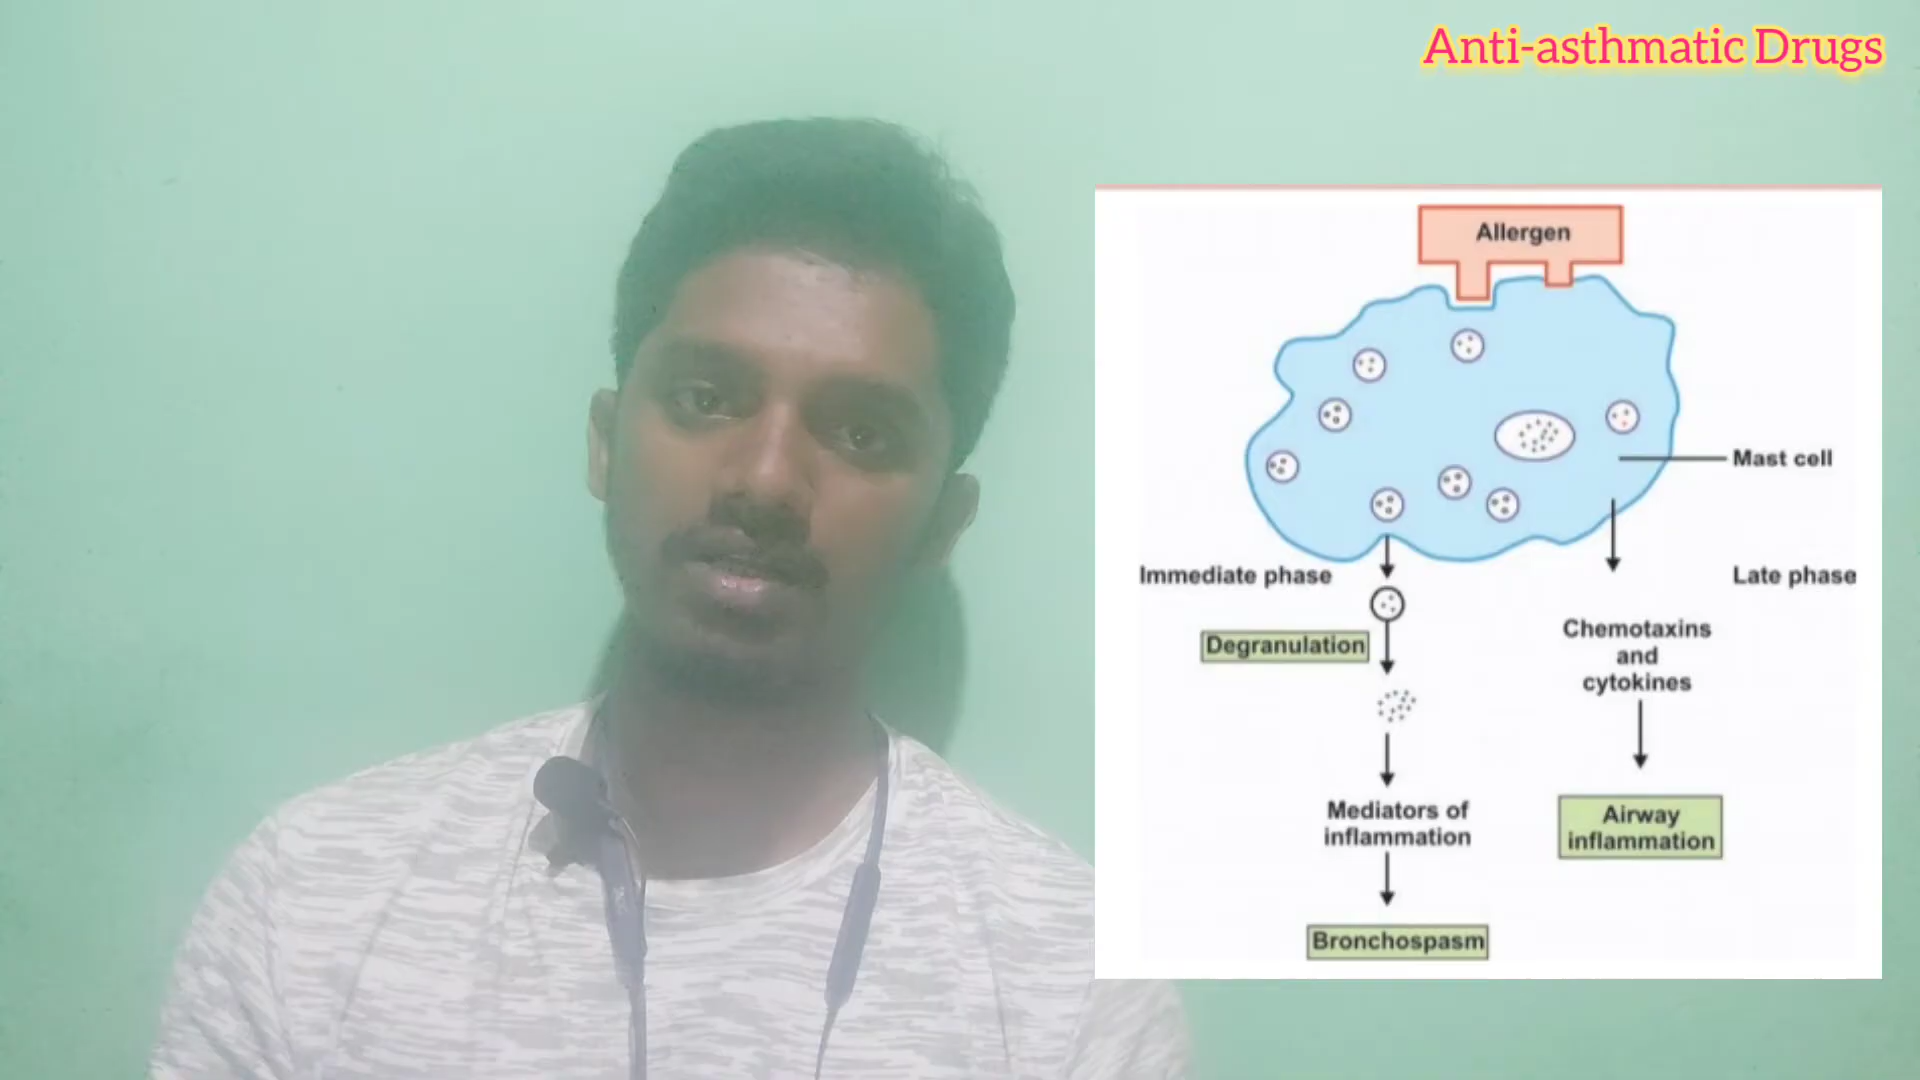 Anti-asthmatic Drugs
Allergen
Mast cell
Immediate phase
Late phase
Degranulation
Chemotaxins
and
cytokines
Mediators of
inflammation
Airway
inflammation
Bronchospasm